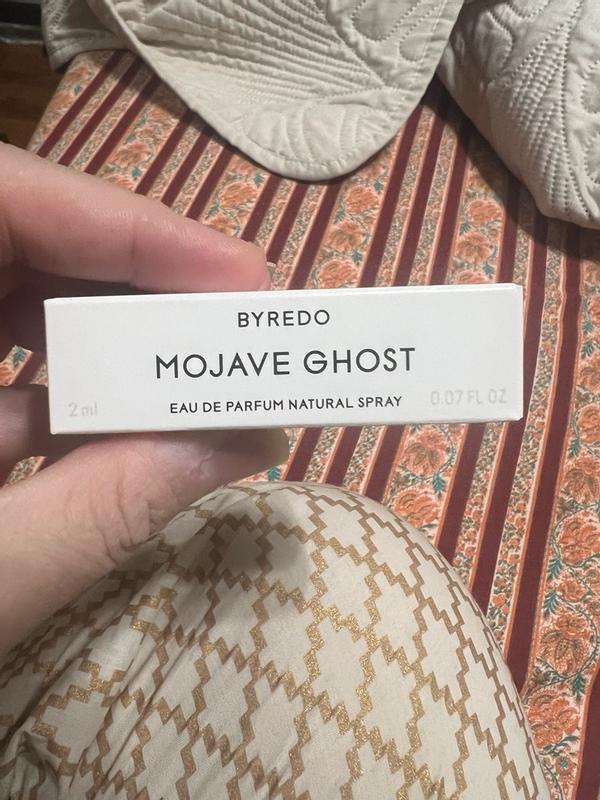 BYREDO
MOJAVE GHOST
2 ml EAU DE PARFUM NATURAL SPRAY 0.07 FL OZ